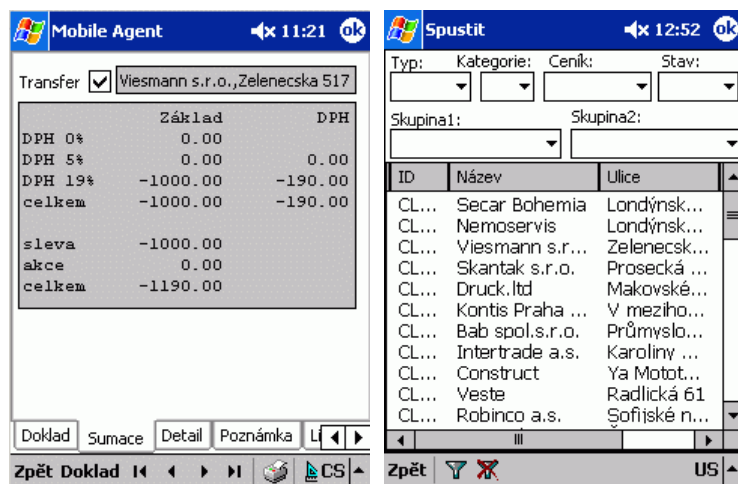 Mobile Agent 11:21 ok
Transfer Viesmann s.r.o.,Zelenecska 517
Základ DPH
DPH 0% 0.00
DPH 5% 0.00 0.00
DPH 19% -1000.00 -190.00
celkem -1000.00 -190.00
sleva -1000.00
akce 0.00
celkem -1190.00
Doklad Sumace Detail Poznámka
Zpět Doklad CS
Spustit 12:52 ok
Typ: Kategorie: Ceník: Stav:
Skupina1: Skupina2:
ID Název Ulice
CL... Secar Bohemia Londýnsk...
CL... Nemoservis Londýnsk...
CL... Viesmann s.r... Zelenecsk...
CL... Skantak s.r.o. Prosecká ...
CL... Druck.ltd Makovské...
CL... Kontis Praha ... V meziho...
CL... Bab spol.s.r.o. Průmyslo...
CL... Intertrade a.s. Karoliny ...
CL... Construct Ya Motot...
CL... Veste Radlická 61
CL... Robinco a.s. Sofijské n...
Zpět US